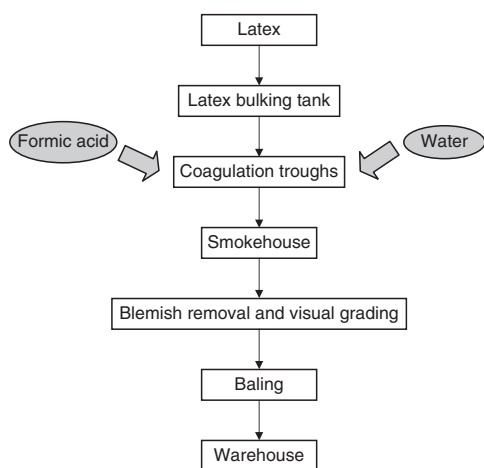 Latex
Latex bulking tank
Formic acid
Water
Coagulation troughs
Smokehouse
Blemish removal and visual grading
Baling
Warehouse